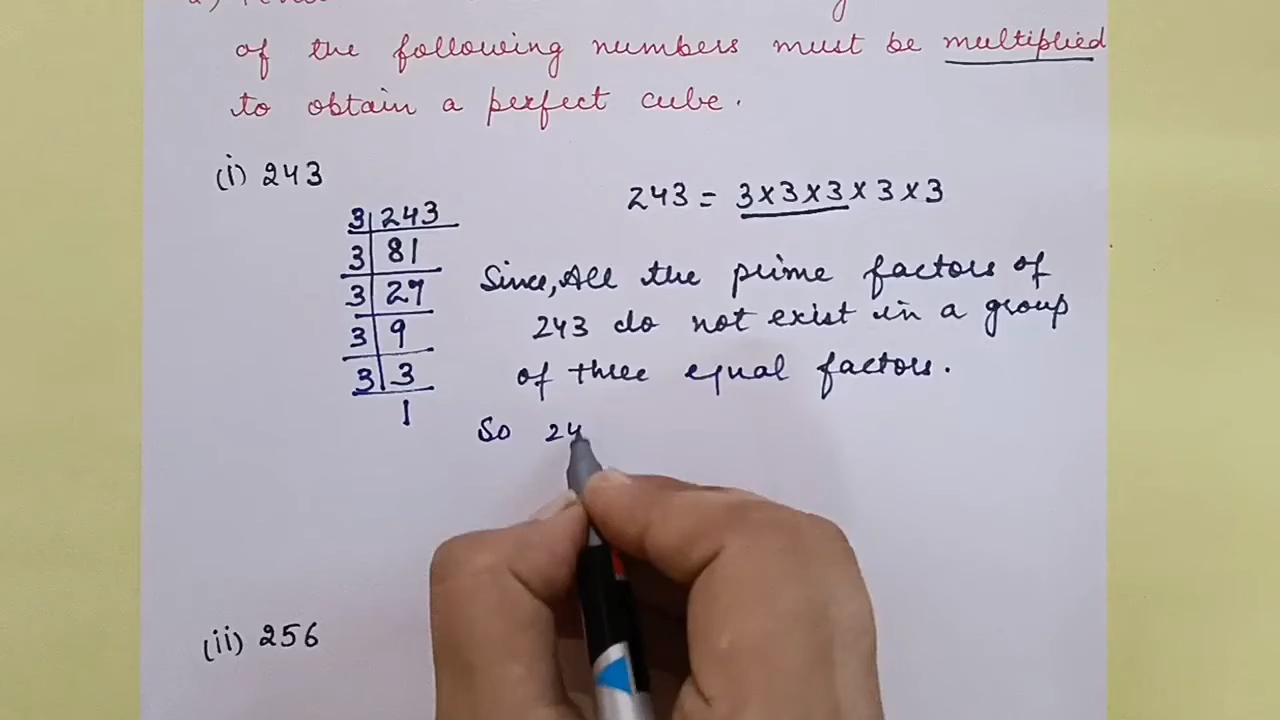 of the following numbers must be multiplied
to obtain a perfect cube.
(i) 243
243 = 3×3×3×3×3
3 243
3 81
3 27
3 9
3 3
1
Since, All the prime factors of
243 do not exist in a group
of three equal factors.
So 24
(ii) 256